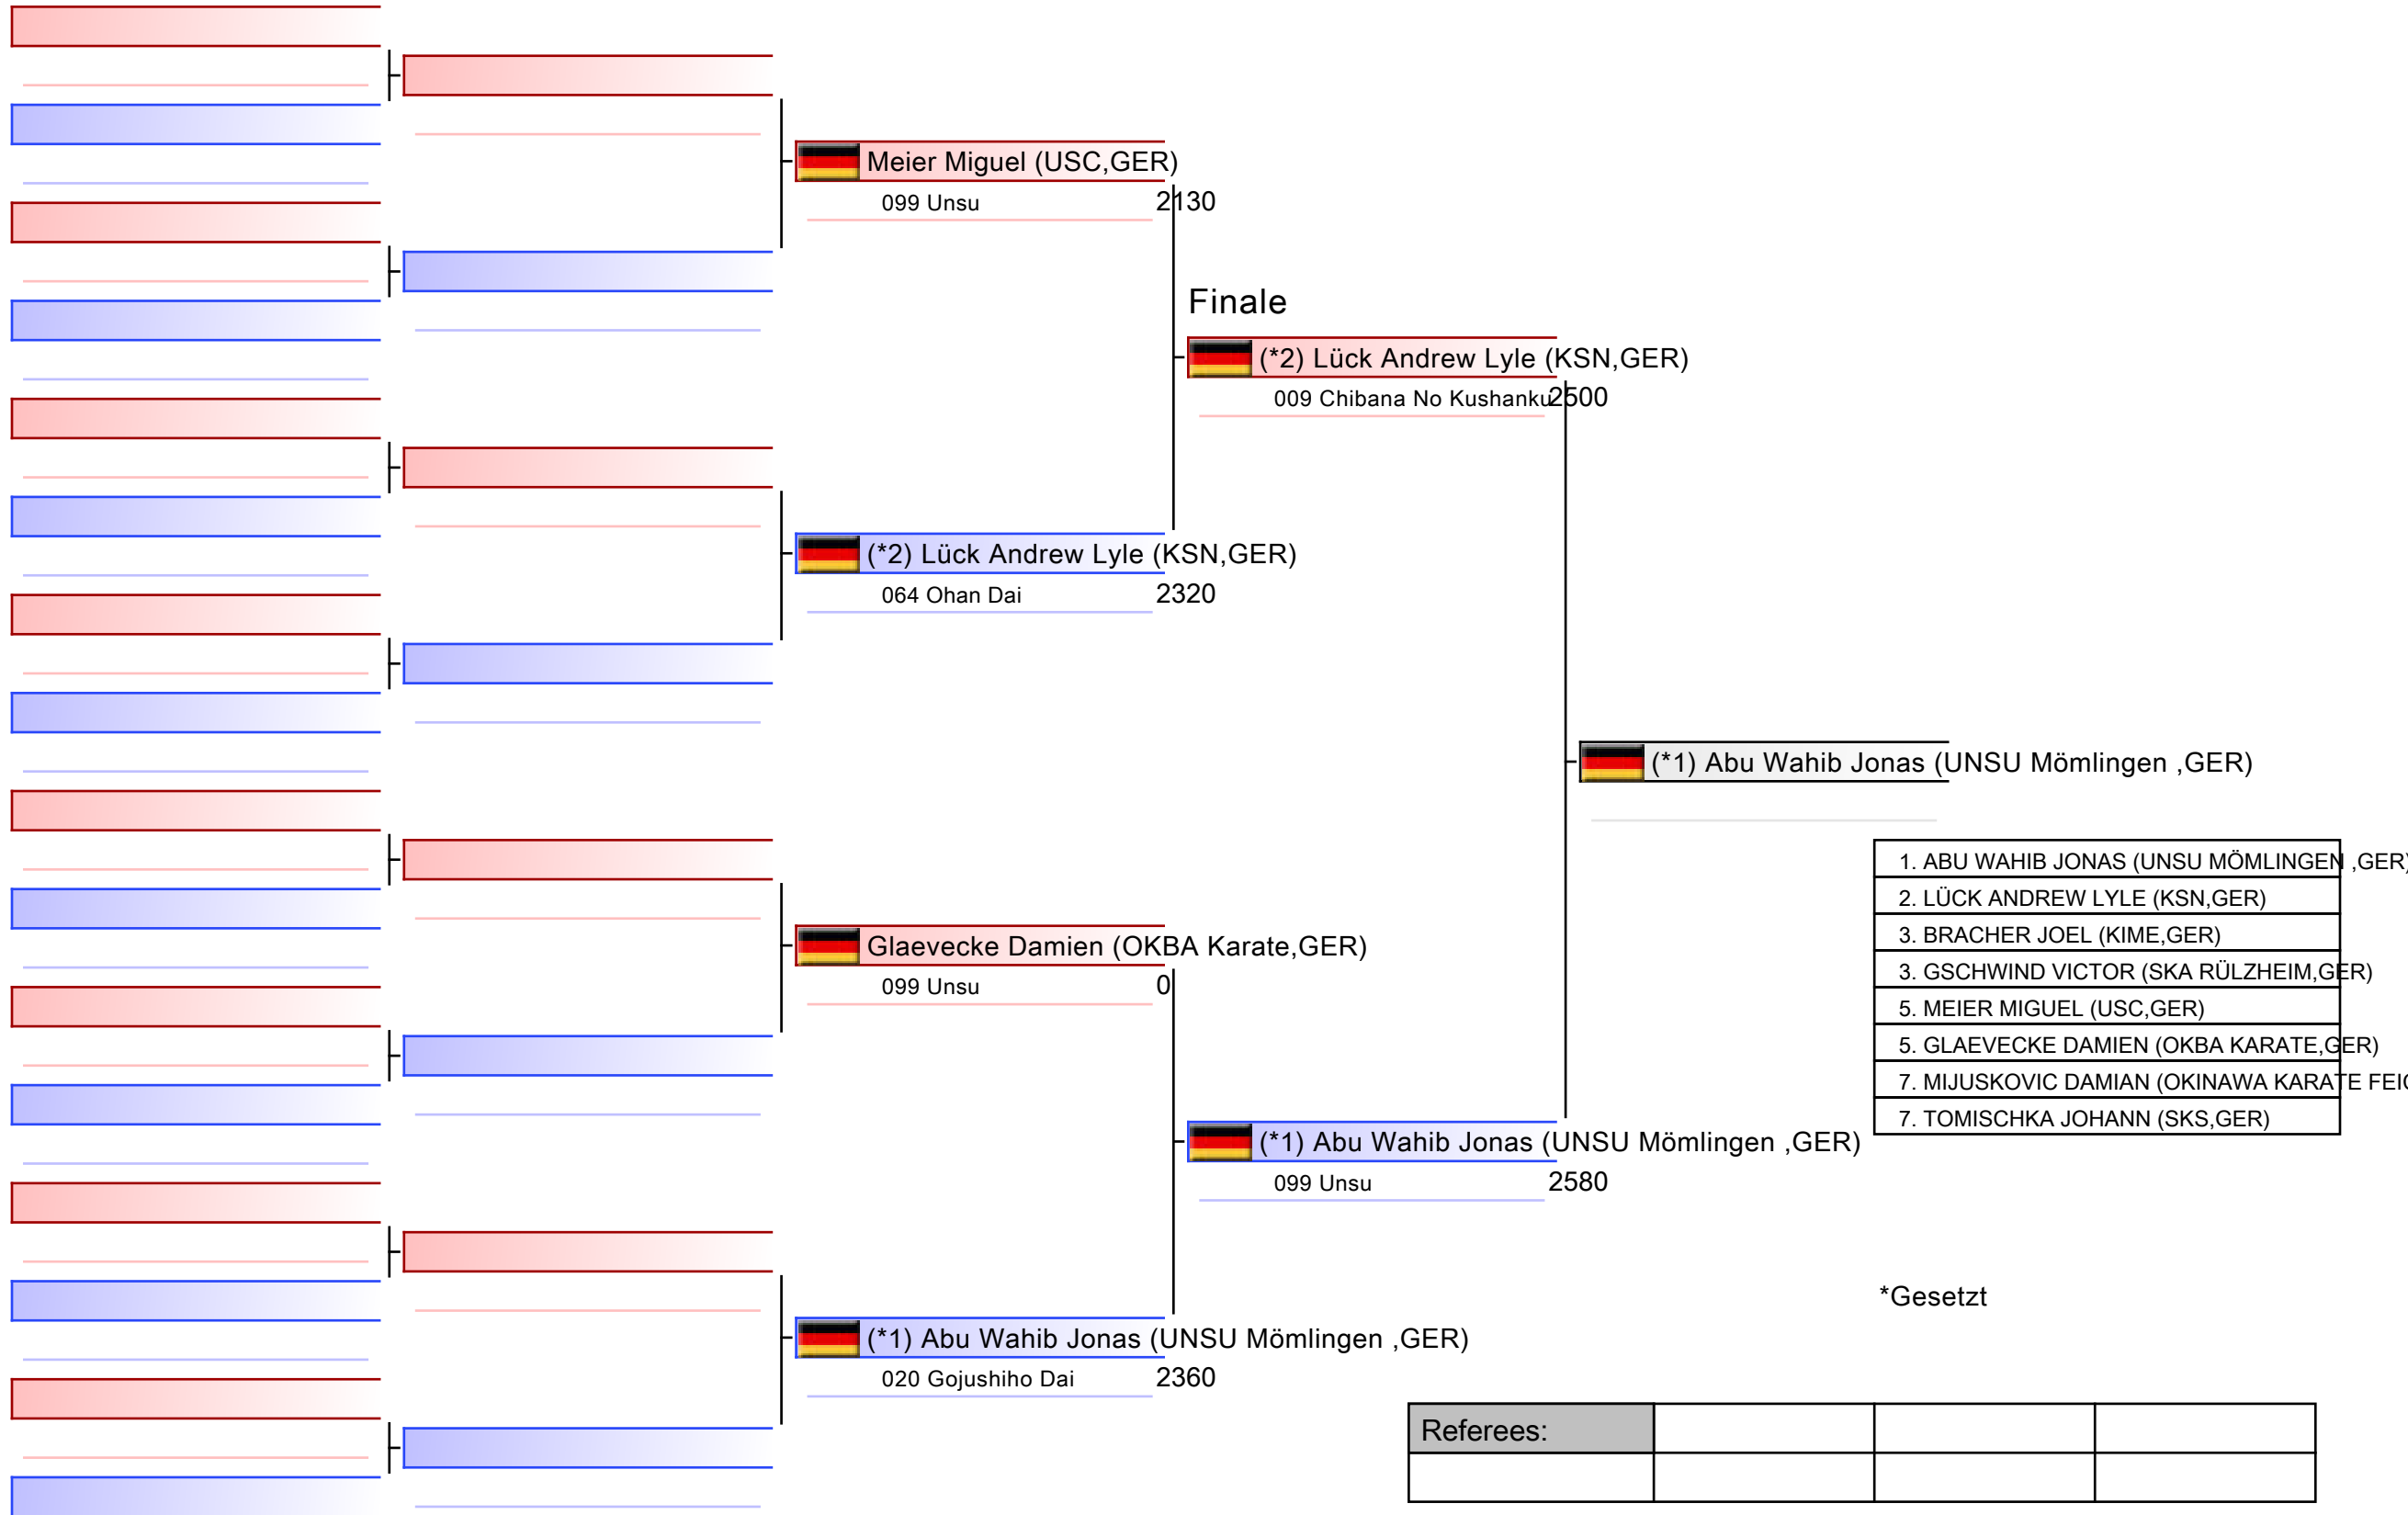 Meier Miguel (USC,GER)
099 Unsu 2130
Finale
(*2) Lück Andrew Lyle (KSN,GER)
009 Chibana No Kushanku 2500
(*2) Lück Andrew Lyle (KSN,GER)
064 Ohan Dai 2320
(*1) Abu Wahib Jonas (UNSU Mömlingen ,GER)
1. ABU WAHIB JONAS (UNSU MÖMLINGEN ,GER)
2. LÜCK ANDREW LYLE (KSN,GER)
3. BRACHER JOEL (KIME,GER)
3. GSCHWIND VICTOR (SKA RÜLZHEIM,GER)
5. MEIER MIGUEL (USC,GER)
5. GLAEVECKE DAMIEN (OKBA KARATE,GER)
7. MIJUSKOVIC DAMIAN (OKINAWA KARATE
7. TOMISCHKA JOHANN (SKS,GER)
Glaevecke Damien (OKBA Karate,GER)
099 Unsu 0
(*1) Abu Wahib Jonas (UNSU Mömlingen ,GER)
099 Unsu 2580
*Gesetzt
(*1) Abu Wahib Jonas (UNSU Mömlingen ,GER)
020 Gojushiho Dai 2360
Referees: